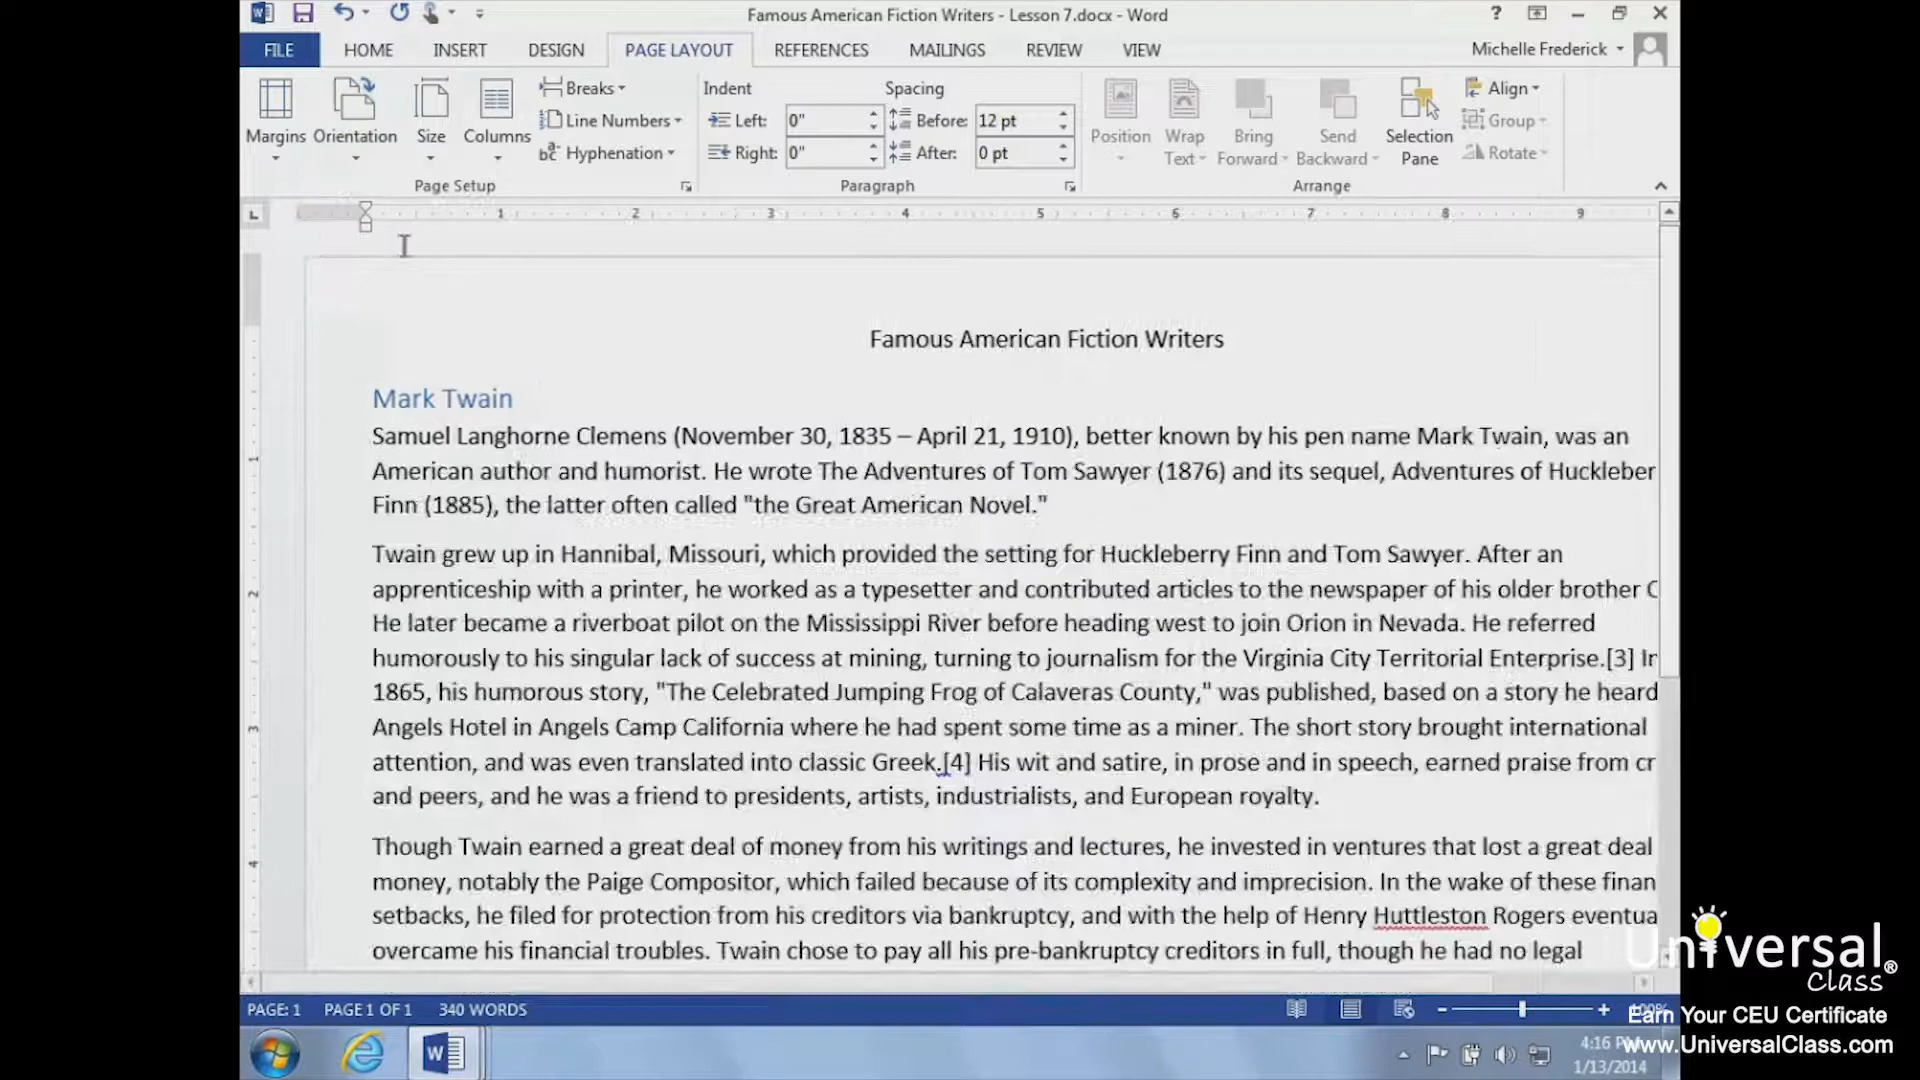 Famous American Fiction Writers - Lesson 7.docx - Word
?
FILE HOME INSERT DESIGN PAGE LAYOUT REFERENCES MAILINGS REVIEW VIEW Michelle Frederick
Margins Orientation Size Columns
Breaks
Line Numbers
Hyphenation
Page Setup
Indent Spacing
Left: 0" Before: 12 pt
Right: 0" After: 0 pt
Paragraph
Position Wrap Text Bring Forward Send Backward Selection Pane
Align
Group
Rotate
Arrange
1 2 3 4 5 6 7 8 9
Famous American Fiction Writers
Mark Twain
Samuel Langhorne Clemens (November 30, 1835 – April 21, 1910), better known by his pen name Mark Twain, was an
American author and humorist. He wrote The Adventures of Tom Sawyer (1876) and its sequel, Adventures of Huckleber
Finn (1885), the latter often called "the Great American Novel."
Twain grew up in Hannibal, Missouri, which provided the setting for Huckleberry Finn and Tom Sawyer. After an
apprenticeship with a printer, he worked as a typesetter and contributed articles to the newspaper of his older brother
He later became a riverboat pilot on the Mississippi River before heading west to join Orion in Nevada. He referred
humorously to his singular lack of success at mining, turning to journalism for the Virginia City Territorial Enterprise.[3]
1865, his humorous story, "The Celebrated Jumping Frog of Calaveras County," was published, based on a story he heard
Angels Hotel in Angels Camp California where he had spent some time as a miner. The short story brought international
attention, and was even translated into classic Greek.[4] His wit and satire, in prose and in speech, earned praise from cr
and peers, and he was a friend to presidents, artists, industrialists, and European royalty.
Though Twain earned a great deal of money from his writings and lectures, he invested in ventures that lost a great deal
money, notably the Paige Compositor, which failed because of its complexity and imprecision. In the wake of these finan
setbacks, he filed for protection from his creditors via bankruptcy, and with the help of Henry Huttleston Rogers eventua
overcame his financial troubles. Twain chose to pay all his pre-bankruptcy creditors in full, though he had no legal
1
2
3
4
PAGE: 1 PAGE 1 OF 1 340 WORDS 100%
4:16 PM
1/13/2014
Universal
Class®
Earn Your CEU Certificate
www.UniversalClass.com